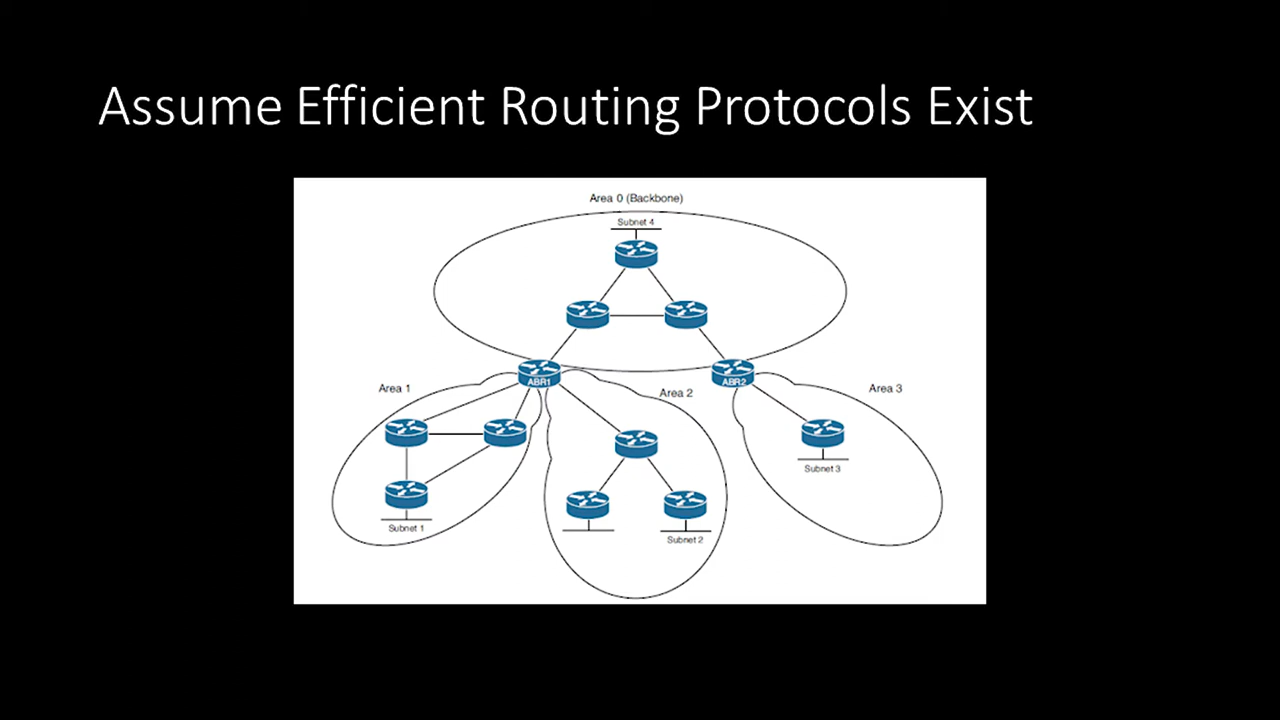 Assume Efficient Routing Protocols Exist
Area 0 (Backbone)
Subnet 4
ABR1
ABR2
Area 1
Area 2
Area 3
Subnet 3
Subnet 1
Subnet 2